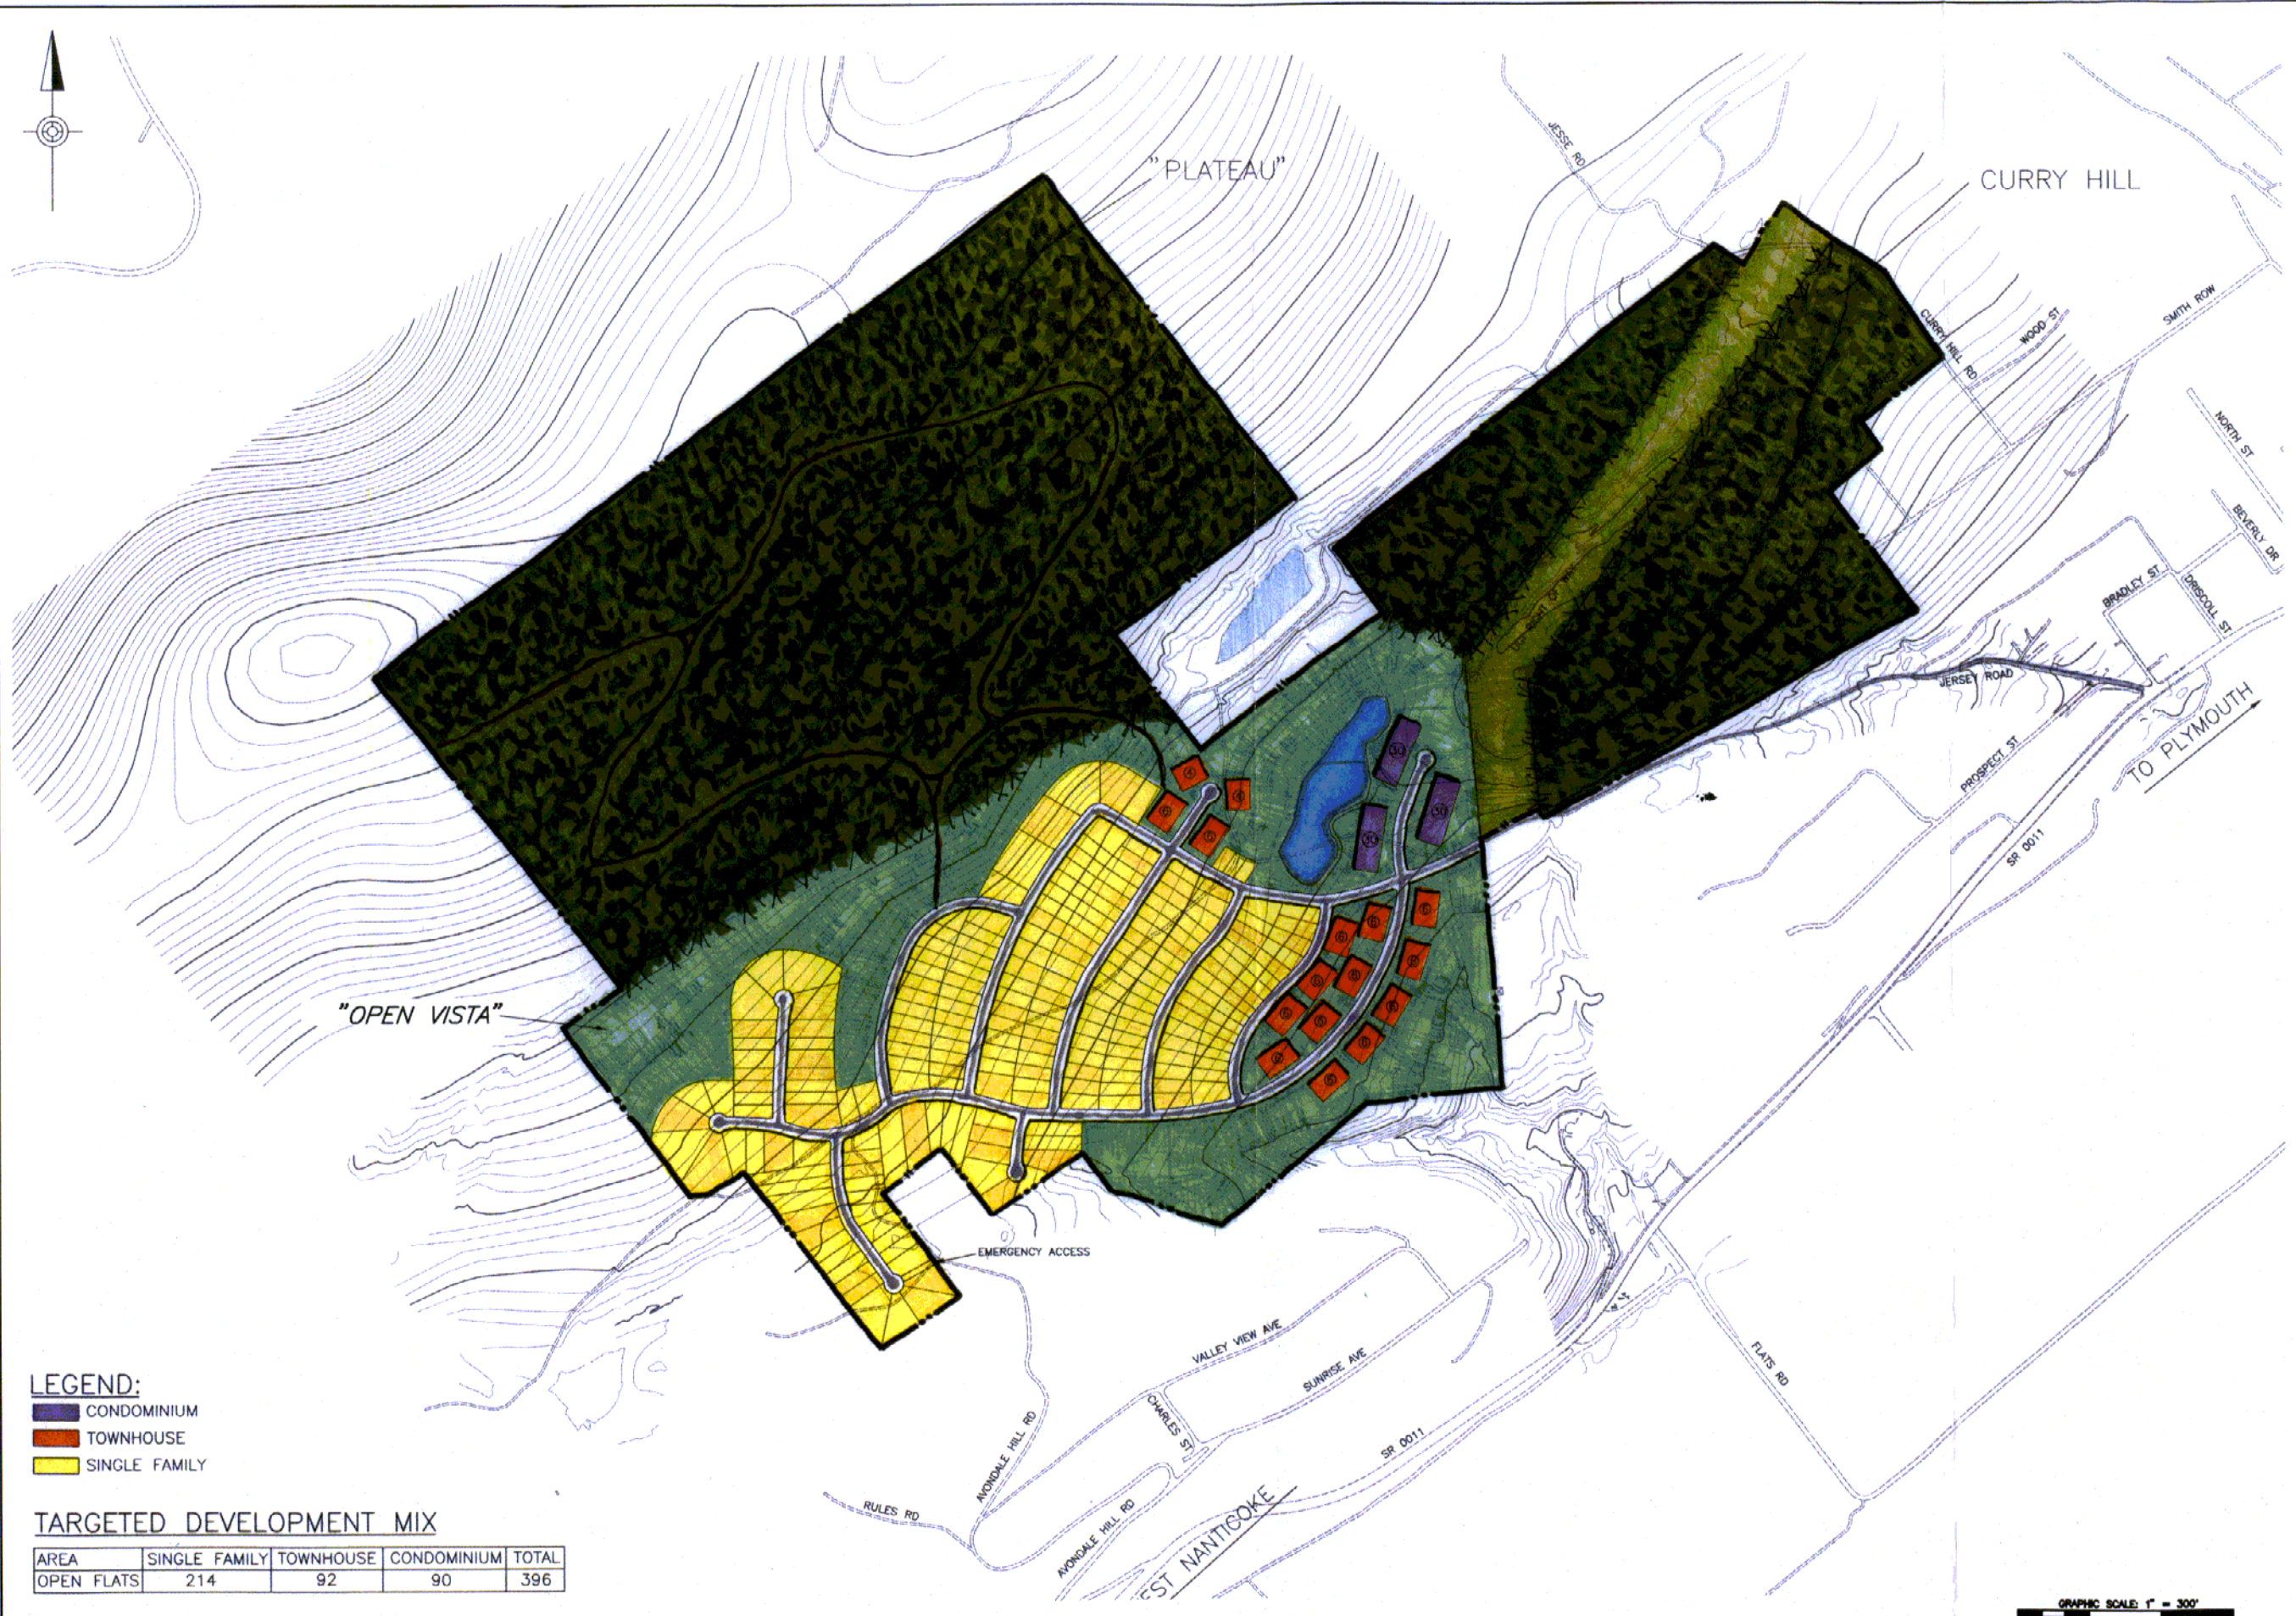 "PLATEAU"
CURRY HILL
JESSE RD
CURRY HILL RD
WOOD ST
SMITH ROW
NORTH ST
BEVERLY DR
BRADLEY ST
DRISCOLL ST
JERSEY ROAD
TO PLYMOUTH
PROSPECT ST
SR 0011
30
30
30
"OPEN VISTA"
EMERGENCY ACCESS
VALLEY VIEW AVE
SUNRISE AVE
CHARLES ST
FLATS RD
SR 0011
AVONDALE HILL RD
RULES RD
AVONDALE HILL RD
EST NANTICOKE
LEGEND:
CONDOMINIUM
TOWNHOUSE
SINGLE FAMILY
TARGETED DEVELOPMENT MIX
AREA SINGLE FAMILY TOWNHOUSE CONDOMINIUM TOTAL
OPEN FLATS 214 92 90 396
GRAPHIC SCALE: 1" = 300'